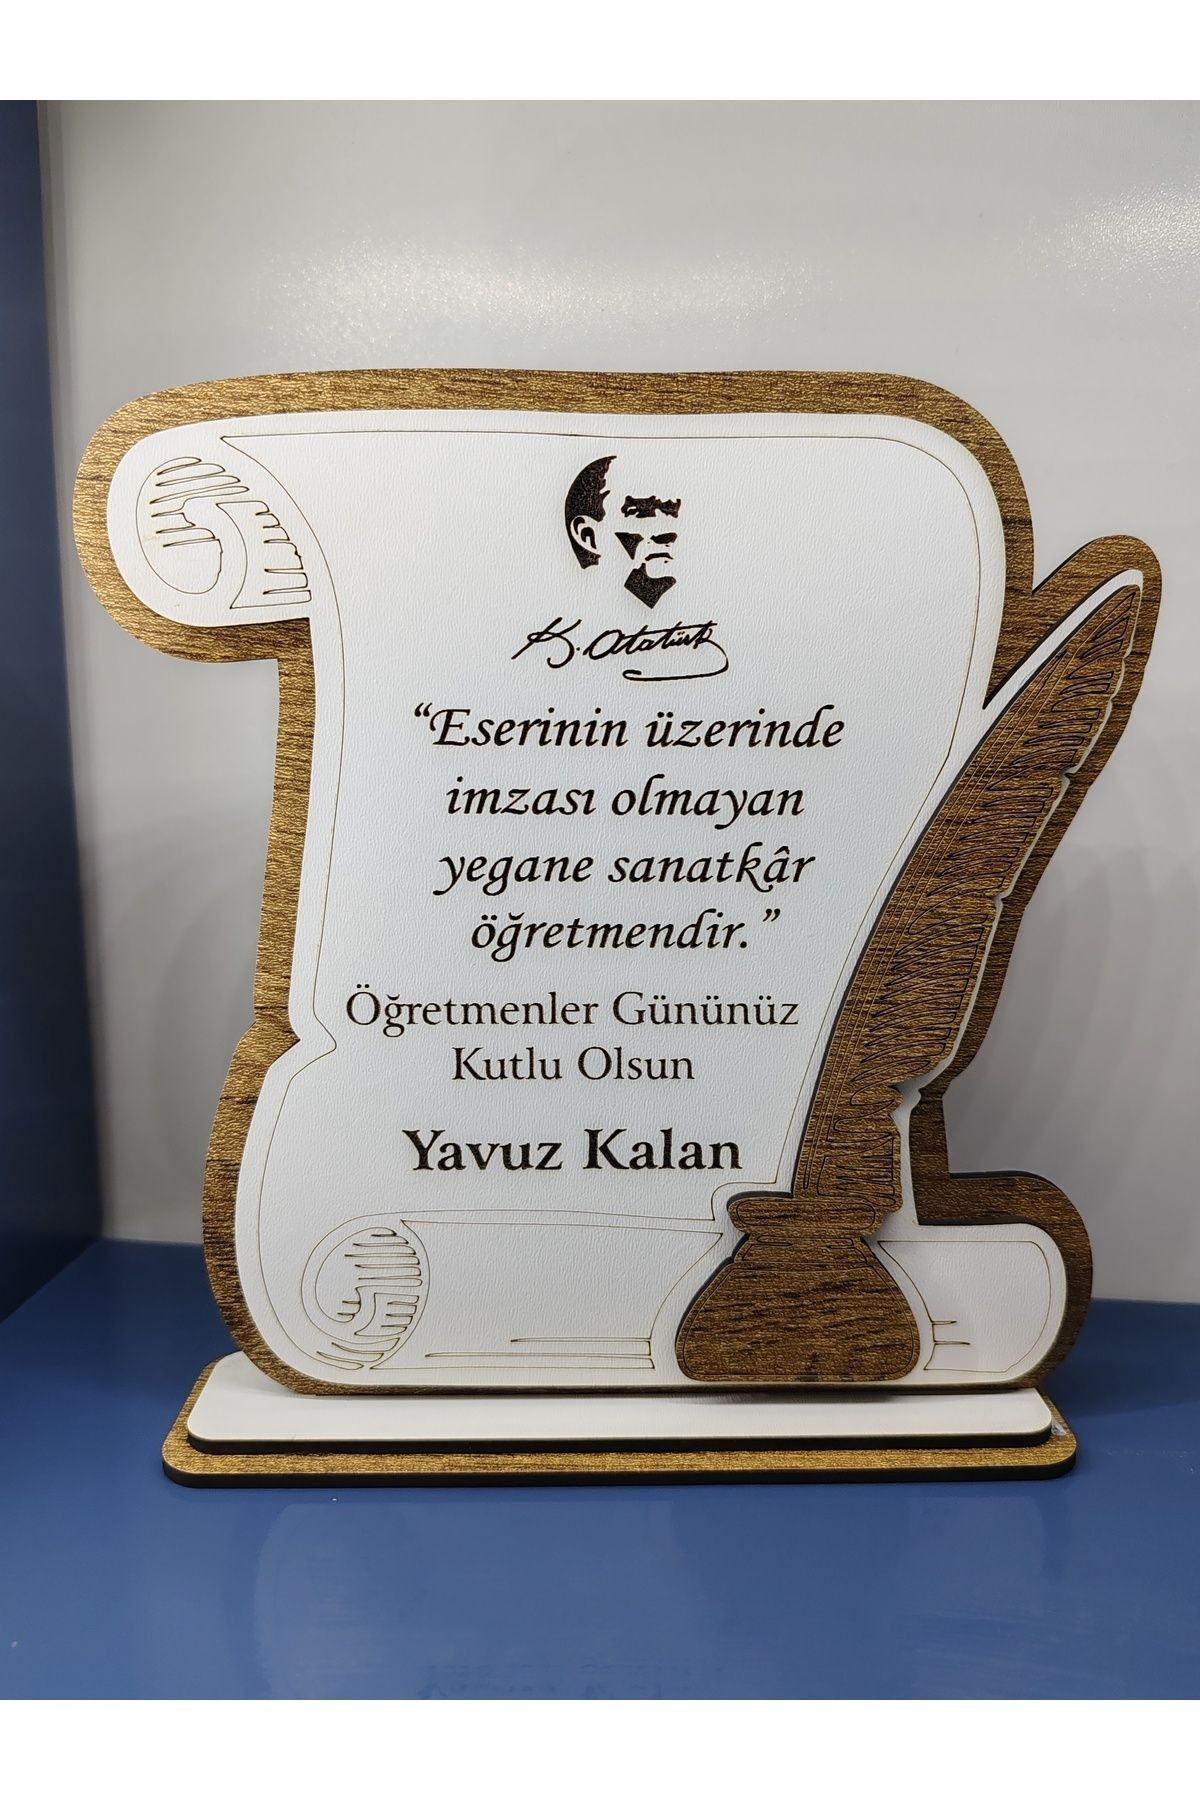 K. Atatürk
“Eserinin üzerinde
imzası olmayan
yegane sanatkâr
öğretmendir.”
Öğretmenler Gününüz
Kutlu Olsun
Yavuz Kalan